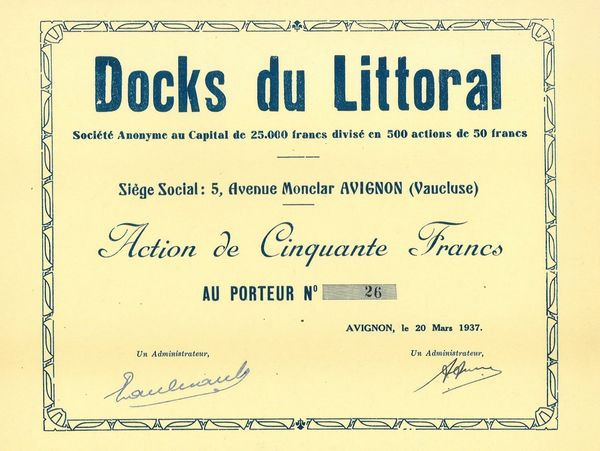 Docks du Littoral
Société Anonyme au Capital de 25.000 francs divisé en 500 actions de 50 francs
Siège Social : 5, Avenue Monclar AVIGNON (Vaucluse)
Action de Cinquante Francs
AU PORTEUR N° 26
AVIGNON, le 20 Mars 1937.
Un Administrateur, Un Administrateur,